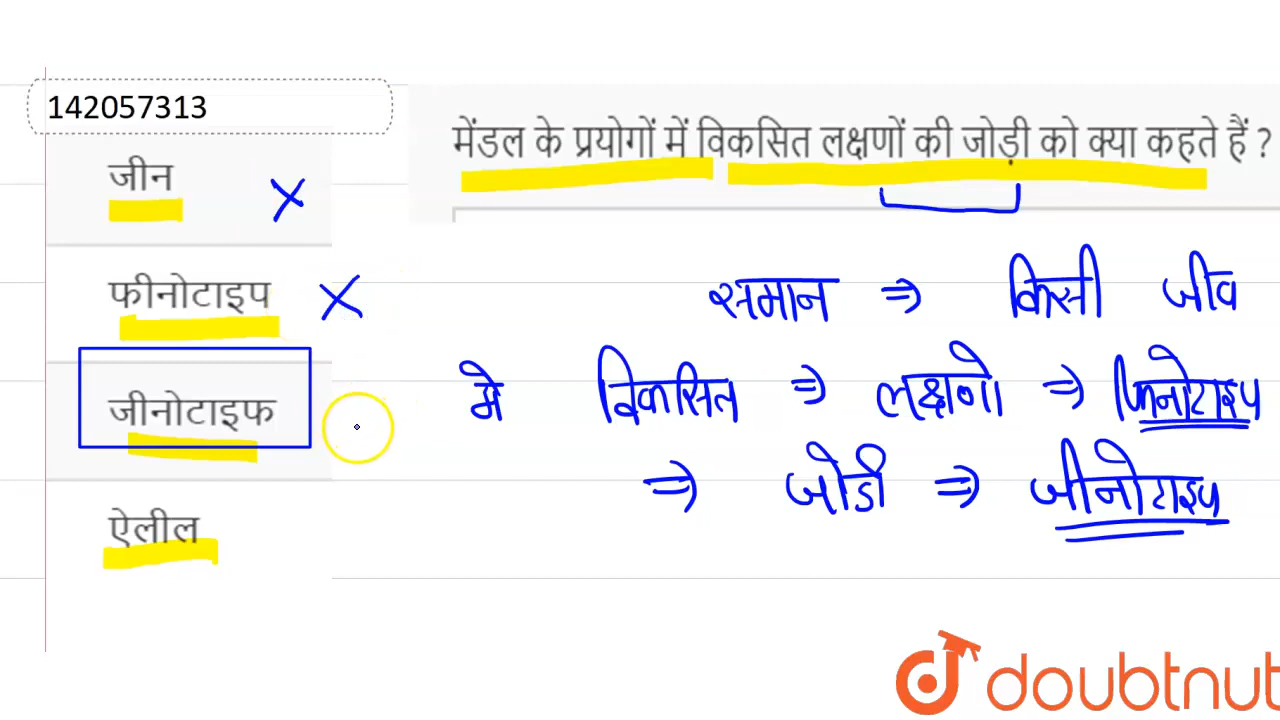 142057313
मेंडल के प्रयोगों में विकसित लक्षणों की जोड़ी को क्या कहते हैं ?
जीन X
फीनोटाइप X
जीनोटाइफ
ऐलील
समान ⇒ किसी जीव
मे विकसित ⇒ लक्षणो ⇒ फिनोटाइप
⇒ जोडी ⇒ जीनोटाइप
doubtnut